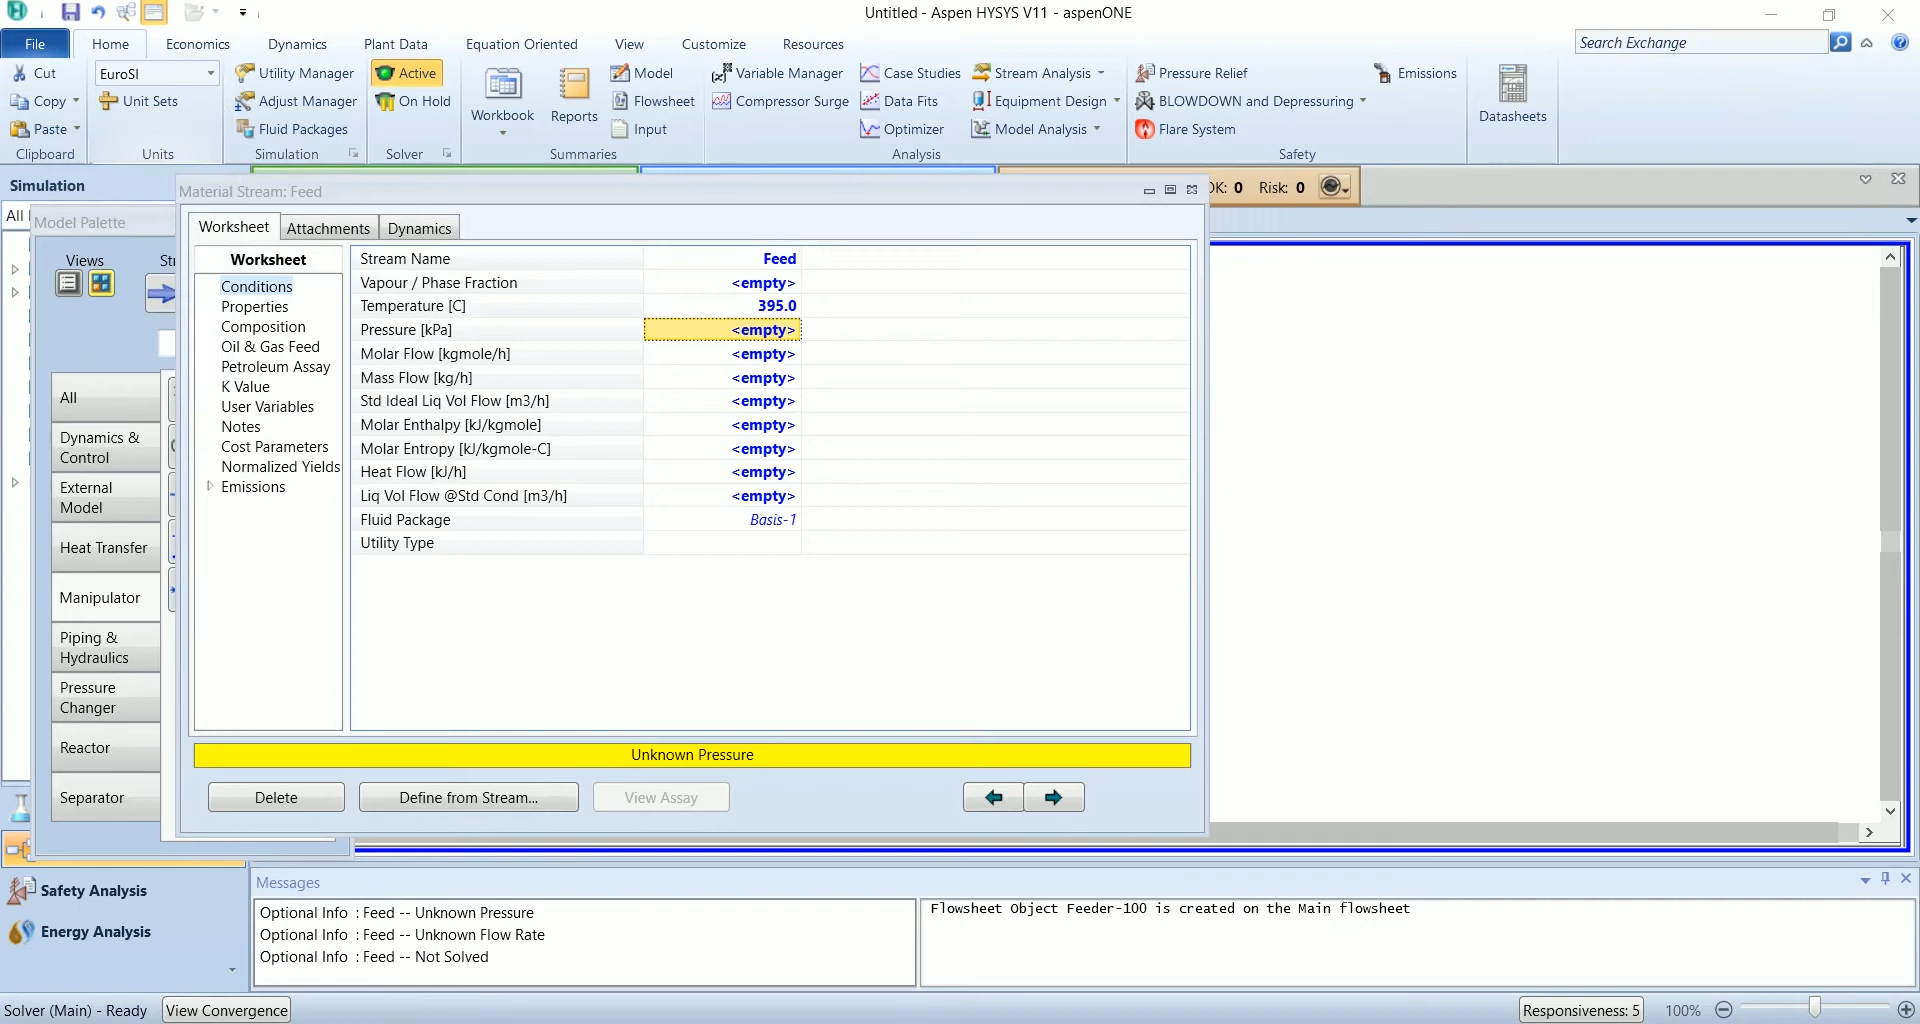 Untitled - Aspen HYSYS V11 - aspenONE
File
Home
Economics
Dynamics
Plant Data
Equation Oriented
View
Customize
Resources
Search Exchange
Cut
Copy
Paste
Clipboard
EuroSI
Unit Sets
Units
Utility Manager
Adjust Manager
Fluid Packages
Simulation
Active
On Hold
Solver
Workbook
Reports
Model
Flowsheet
Input
Summaries
Variable Manager
Compressor Surge
Case Studies
Data Fits
Optimizer
Stream Analysis
Equipment Design
Model Analysis
Analysis
Pressure Relief
BLOWDOWN and Depressuring
Flare System
Emissions
Safety
Datasheets
Simulation
All
Model Palette
Views
All
Dynamics &
Control
External
Model
Heat Transfer
Manipulator
Piping &
Hydraulics
Pressure
Changer
Reactor
Separator
Material Stream: Feed
OK: 0 Risk: 0
Worksheet
Attachments
Dynamics
Worksheet
Conditions
Properties
Composition
Oil & Gas Feed
Petroleum Assay
K Value
User Variables
Notes
Cost Parameters
Normalized Yields
Emissions
Stream Name Feed
Vapour / Phase Fraction <empty>
Temperature [C] 395.0
Pressure [kPa] <empty>
Molar Flow [kgmole/h] <empty>
Mass Flow [kg/h] <empty>
Std Ideal Liq Vol Flow [m3/h] <empty>
Molar Enthalpy [kJ/kgmole] <empty>
Molar Entropy [kJ/kgmole-C] <empty>
Heat Flow [kJ/h] <empty>
Liq Vol Flow @Std Cond [m3/h] <empty>
Fluid Package Basis-1
Utility Type
Unknown Pressure
Delete
Define from Stream...
View Assay
Safety Analysis
Energy Analysis
Messages
Optional Info : Feed -- Unknown Pressure
Optional Info : Feed -- Unknown Flow Rate
Optional Info : Feed -- Not Solved
Flowsheet Object Feeder-100 is created on the Main flowsheet
Solver (Main) - Ready
View Convergence
Responsiveness: 5
100%